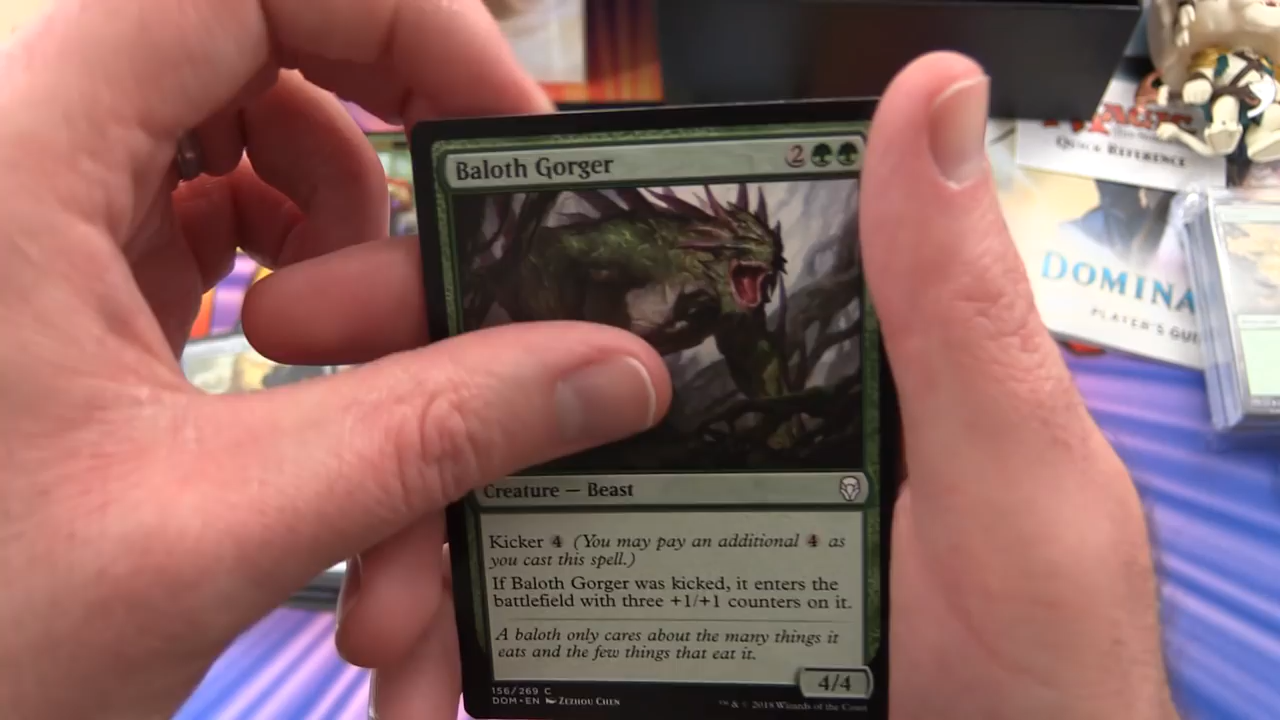 Baloth Gorger 2
Creature — Beast
Kicker 4 (You may pay an additional 4 as
you cast this spell.)
If Baloth Gorger was kicked, it enters the
battlefield with three +1/+1 counters on it.
A baloth only cares about the many things it
eats and the few things that eat it.
4/4
156/269 C
DOM • EN Zezhou Chen
™ & © 2018 Wizards of the Coast
Magic
Quick Reference
DOMINA
PLAYER'S GUI